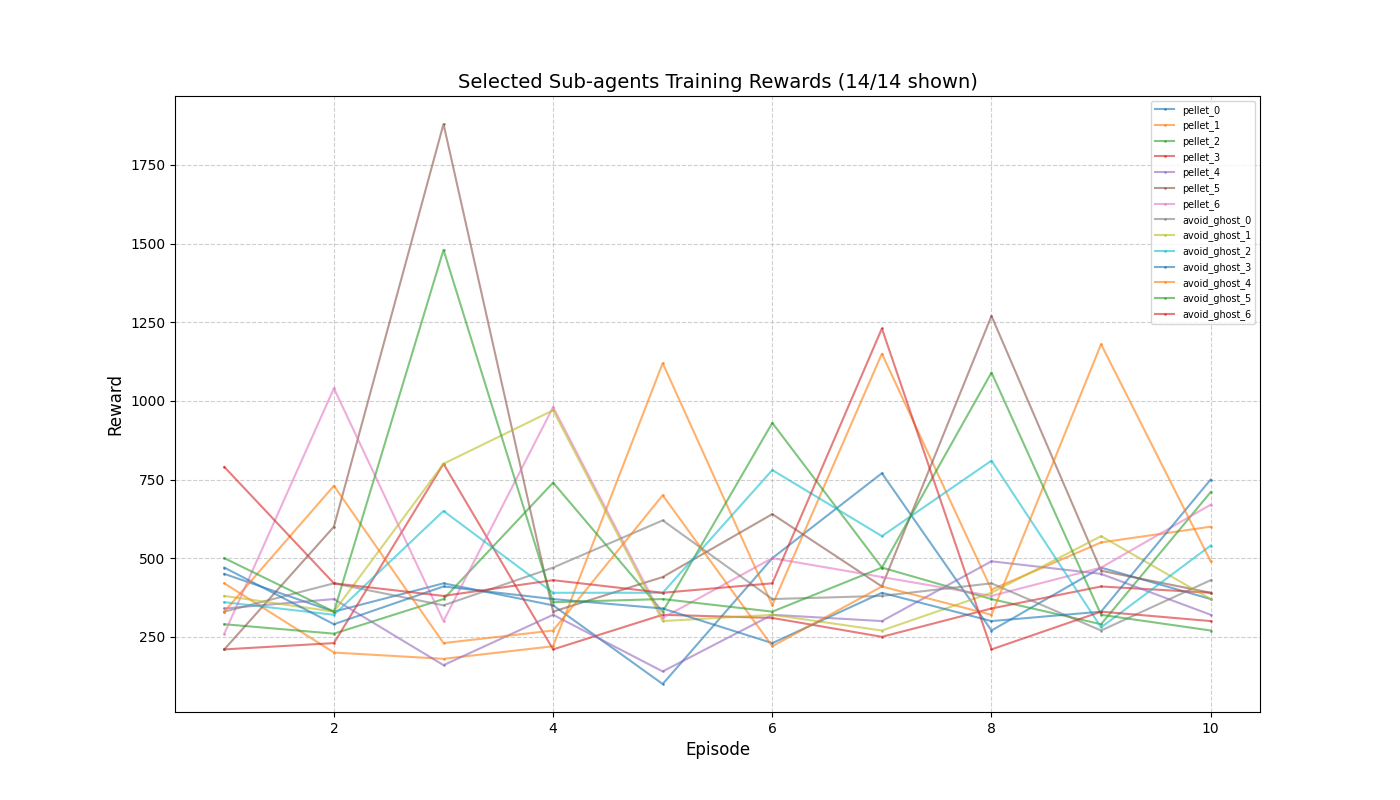 Selected Sub-agents Training Rewards (14/14 shown)
pellet_0
pellet_1
pellet_2
pellet_3
pellet_4
pellet_5
pellet_6
avoid_ghost_0
avoid_ghost_1
avoid_ghost_2
avoid_ghost_3
avoid_ghost_4
avoid_ghost_5
avoid_ghost_6
1750
1500
1250
1000
750
500
250
Reward
2 4 6 8 10
Episode